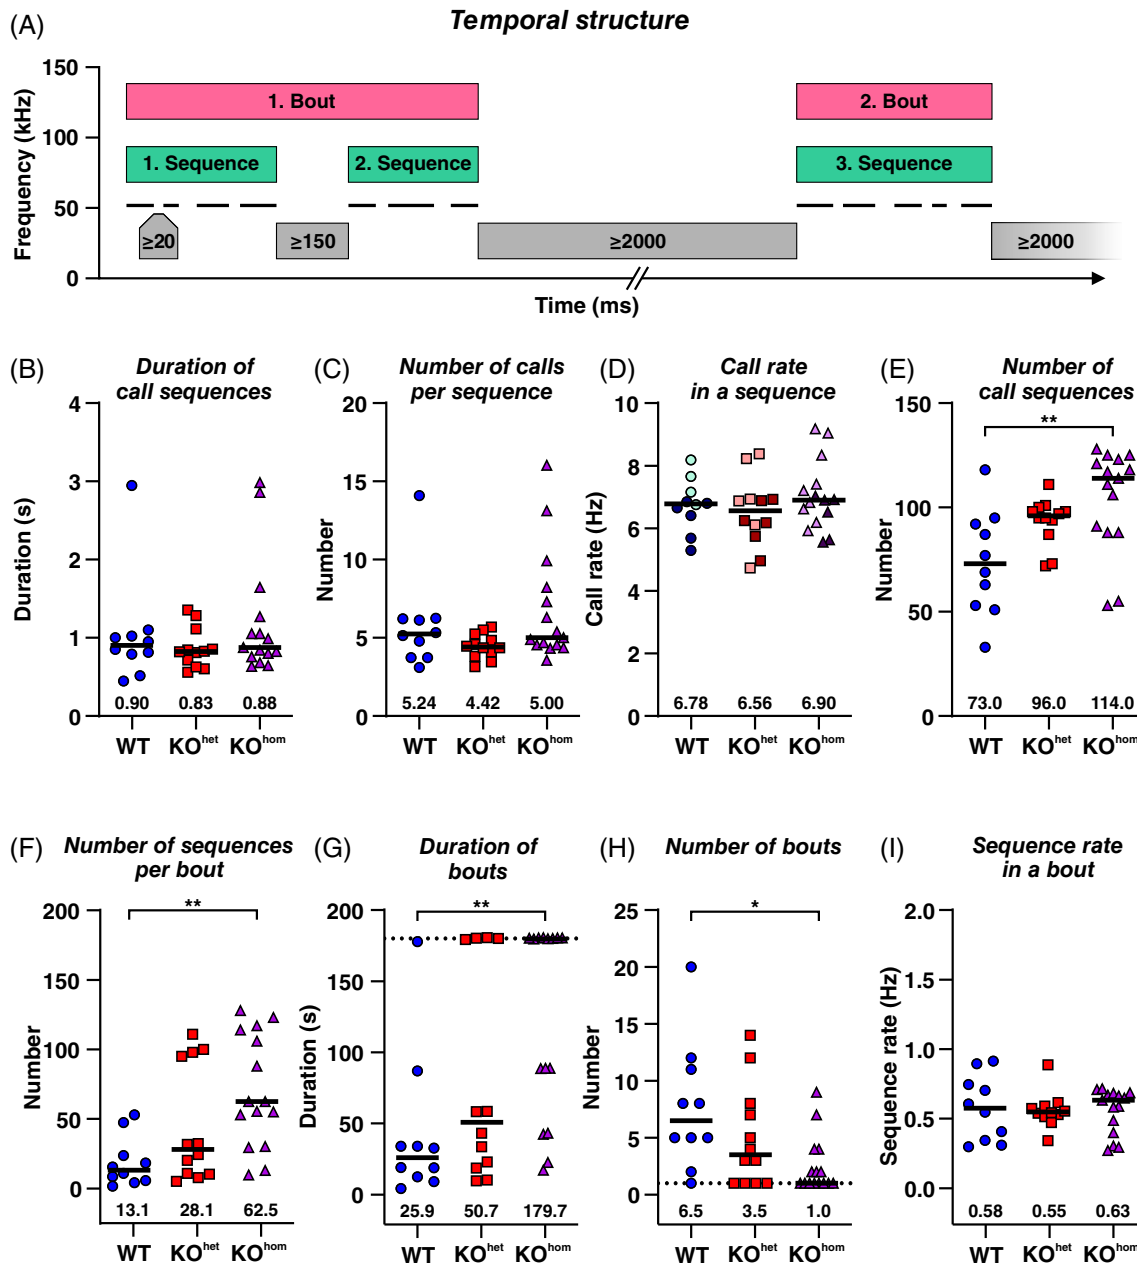 (A)
Temporal structure
Frequency (kHz)
150
100
50
0
1. Bout
2. Bout
1. Sequence
2. Sequence
3. Sequence
≥20
≥150
≥2000
≥2000
Time (ms)
(B)
Duration of
call sequences
Duration (s)
4
3
2
1
0
0.90
0.83
0.88
WT
KOhet
KOhom
(C)
Number of calls
per sequence
Number
20
15
10
5
0
5.24
4.42
5.00
WT
KOhet
KOhom
(D)
Call rate
in a sequence
Call rate (Hz)
10
8
6
4
2
0
6.78
6.56
6.90
WT
KOhet
KOhom
(E)
Number of
call sequences
Number
150
100
50
0
**
73.0
96.0
114.0
WT
KOhet
KOhom
(F)
Number of sequences
per bout
Number
200
150
100
50
0
**
13.1
28.1
62.5
WT
KOhet
KOhom
(G)
Duration of
bouts
Duration (s)
200
150
100
50
0
**
25.9
50.7
179.7
WT
KOhet
KOhom
(H)
Number of bouts
Number
25
20
15
10
5
0
*
6.5
3.5
1.0
WT
KOhet
KOhom
(I)
Sequence rate
in a bout
Sequence rate (Hz)
2.0
1.5
1.0
0.5
0.0
0.58
0.55
0.63
WT
KOhet
KOhom